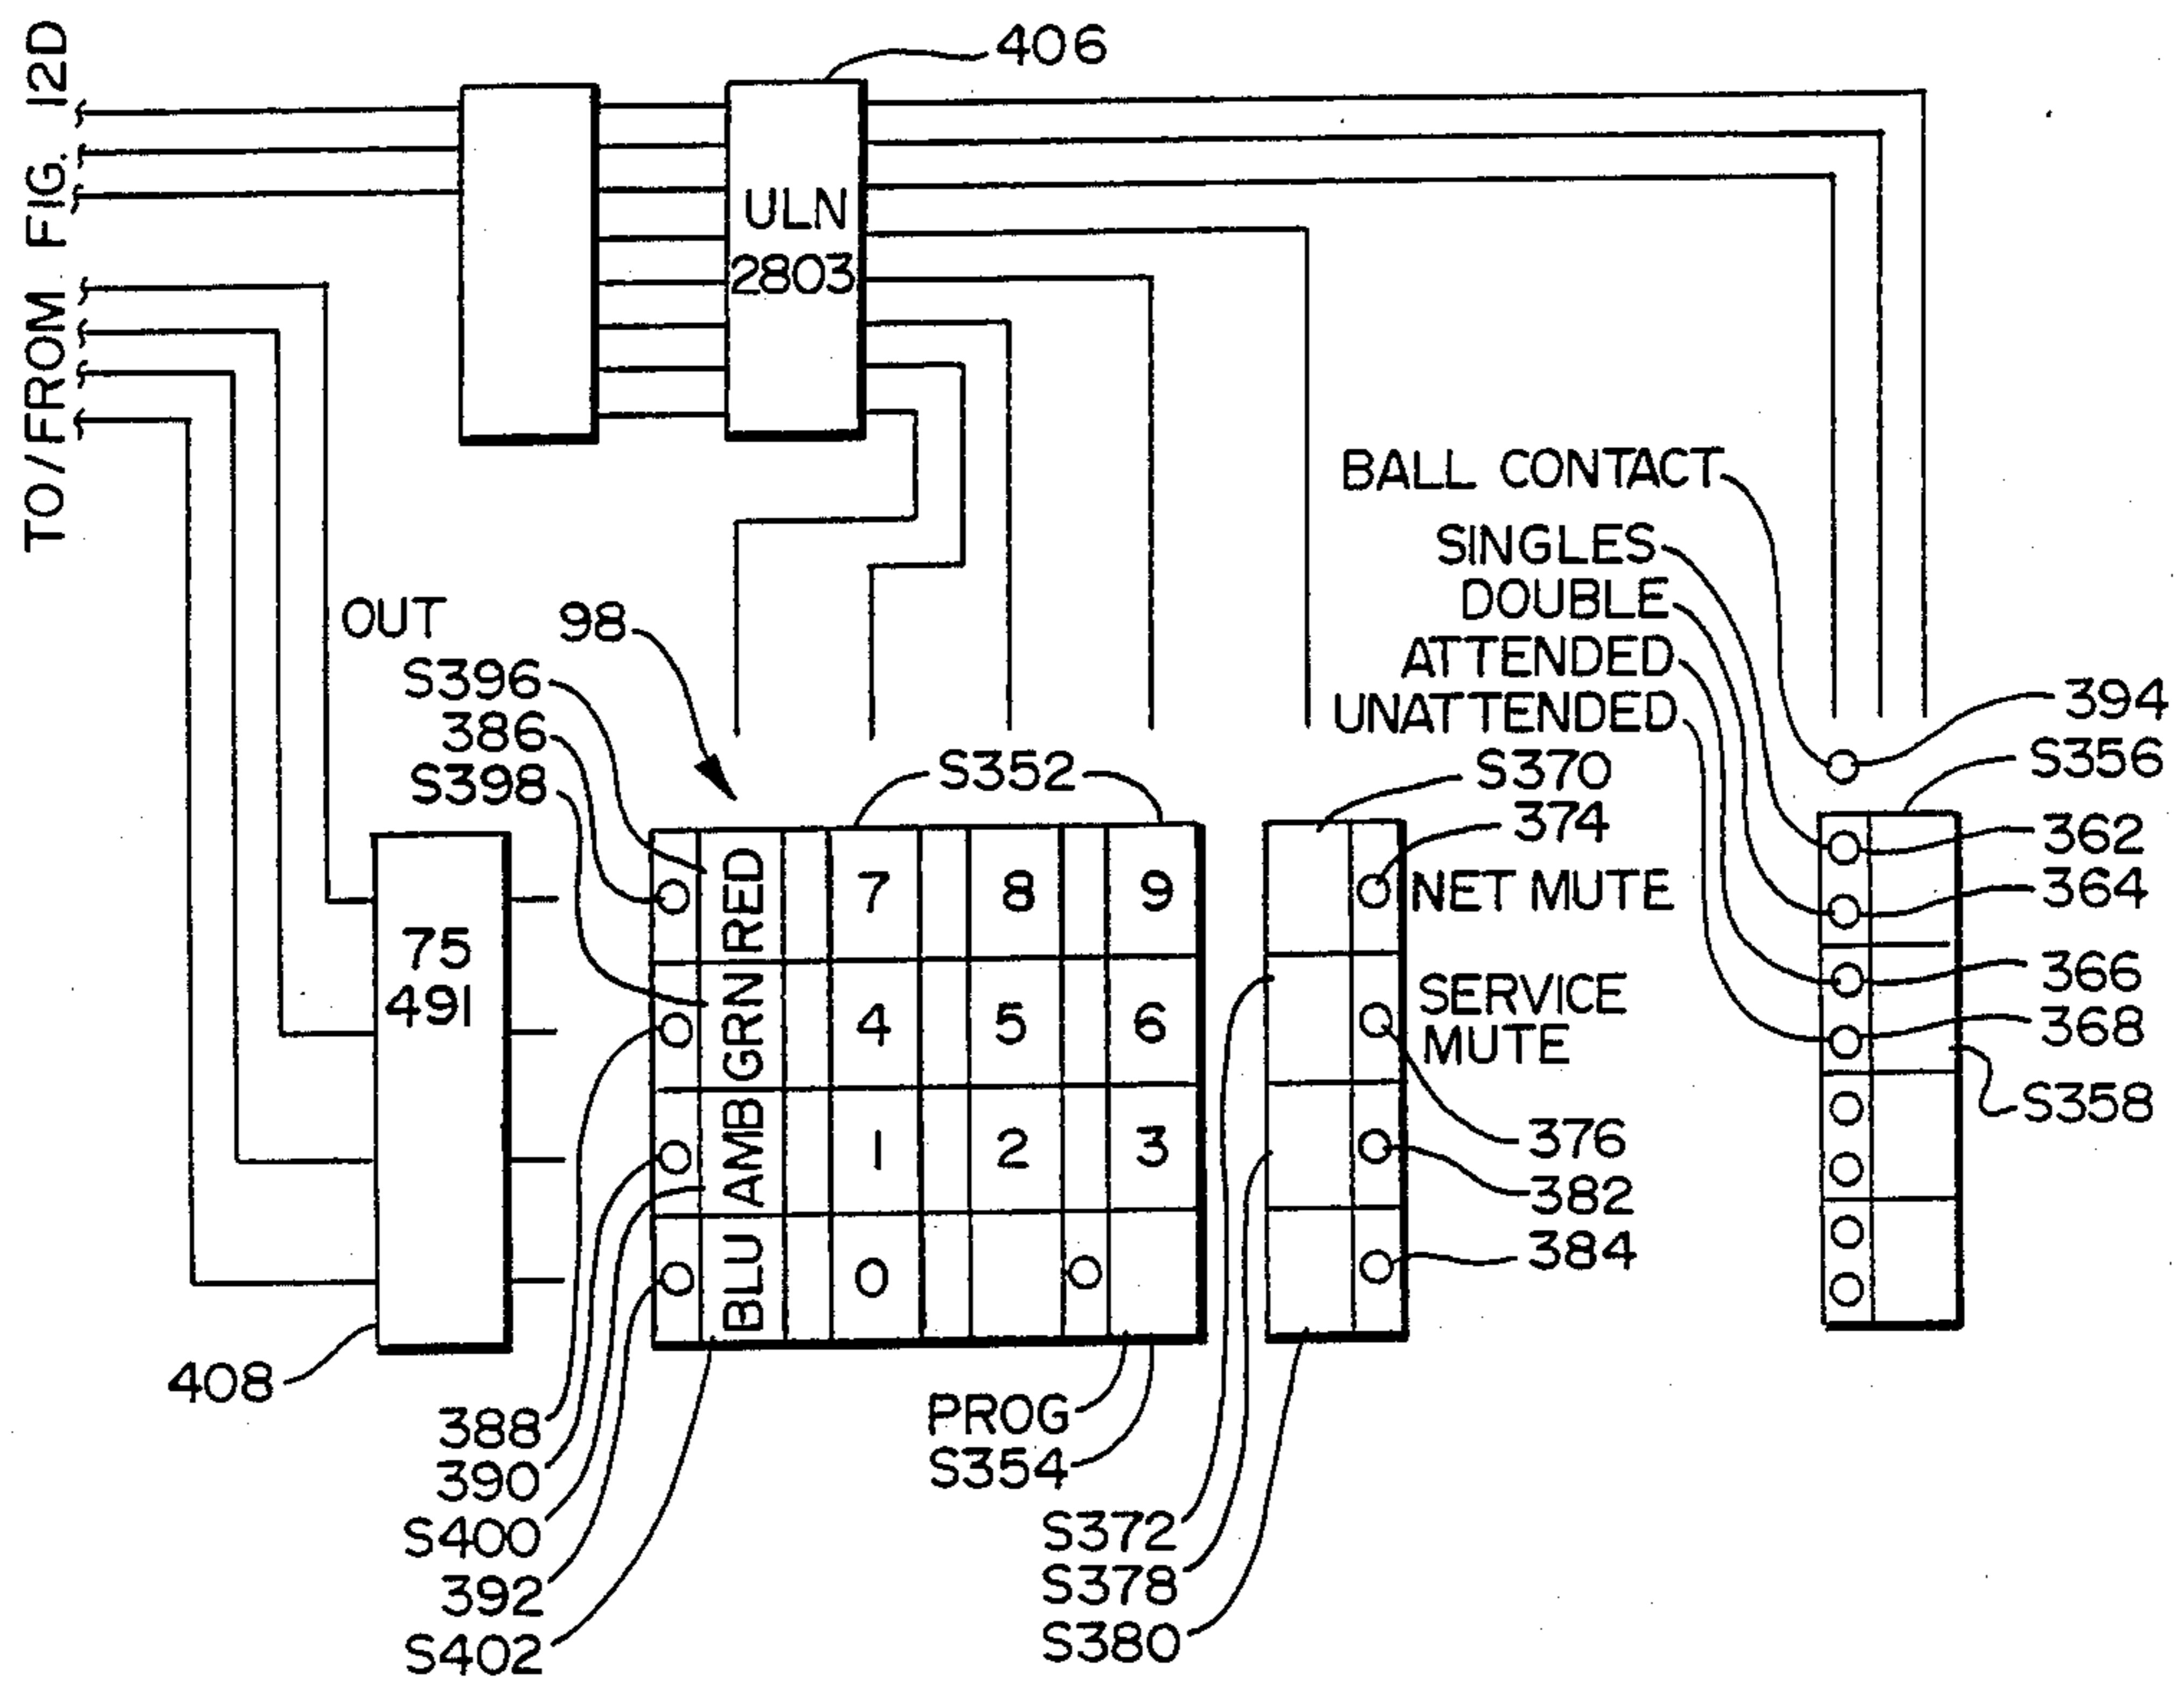 TO/FROM FIG. 12D
406
ULN
2803
BALL CONTACT
SINGLES
DOUBLE
ATTENDED
UNATTENDED
OUT
98
S396
386
S398
S352
S370
374
394
S356
362
364
366
368
S358
75
491
RED
GRN
AMB
BLU
7 8 9
4 5 6
1 2 3
0
NET MUTE
SERVICE
MUTE
376
382
384
408
388
390
S400
392
S402
PROG
S354
S372
S378
S380